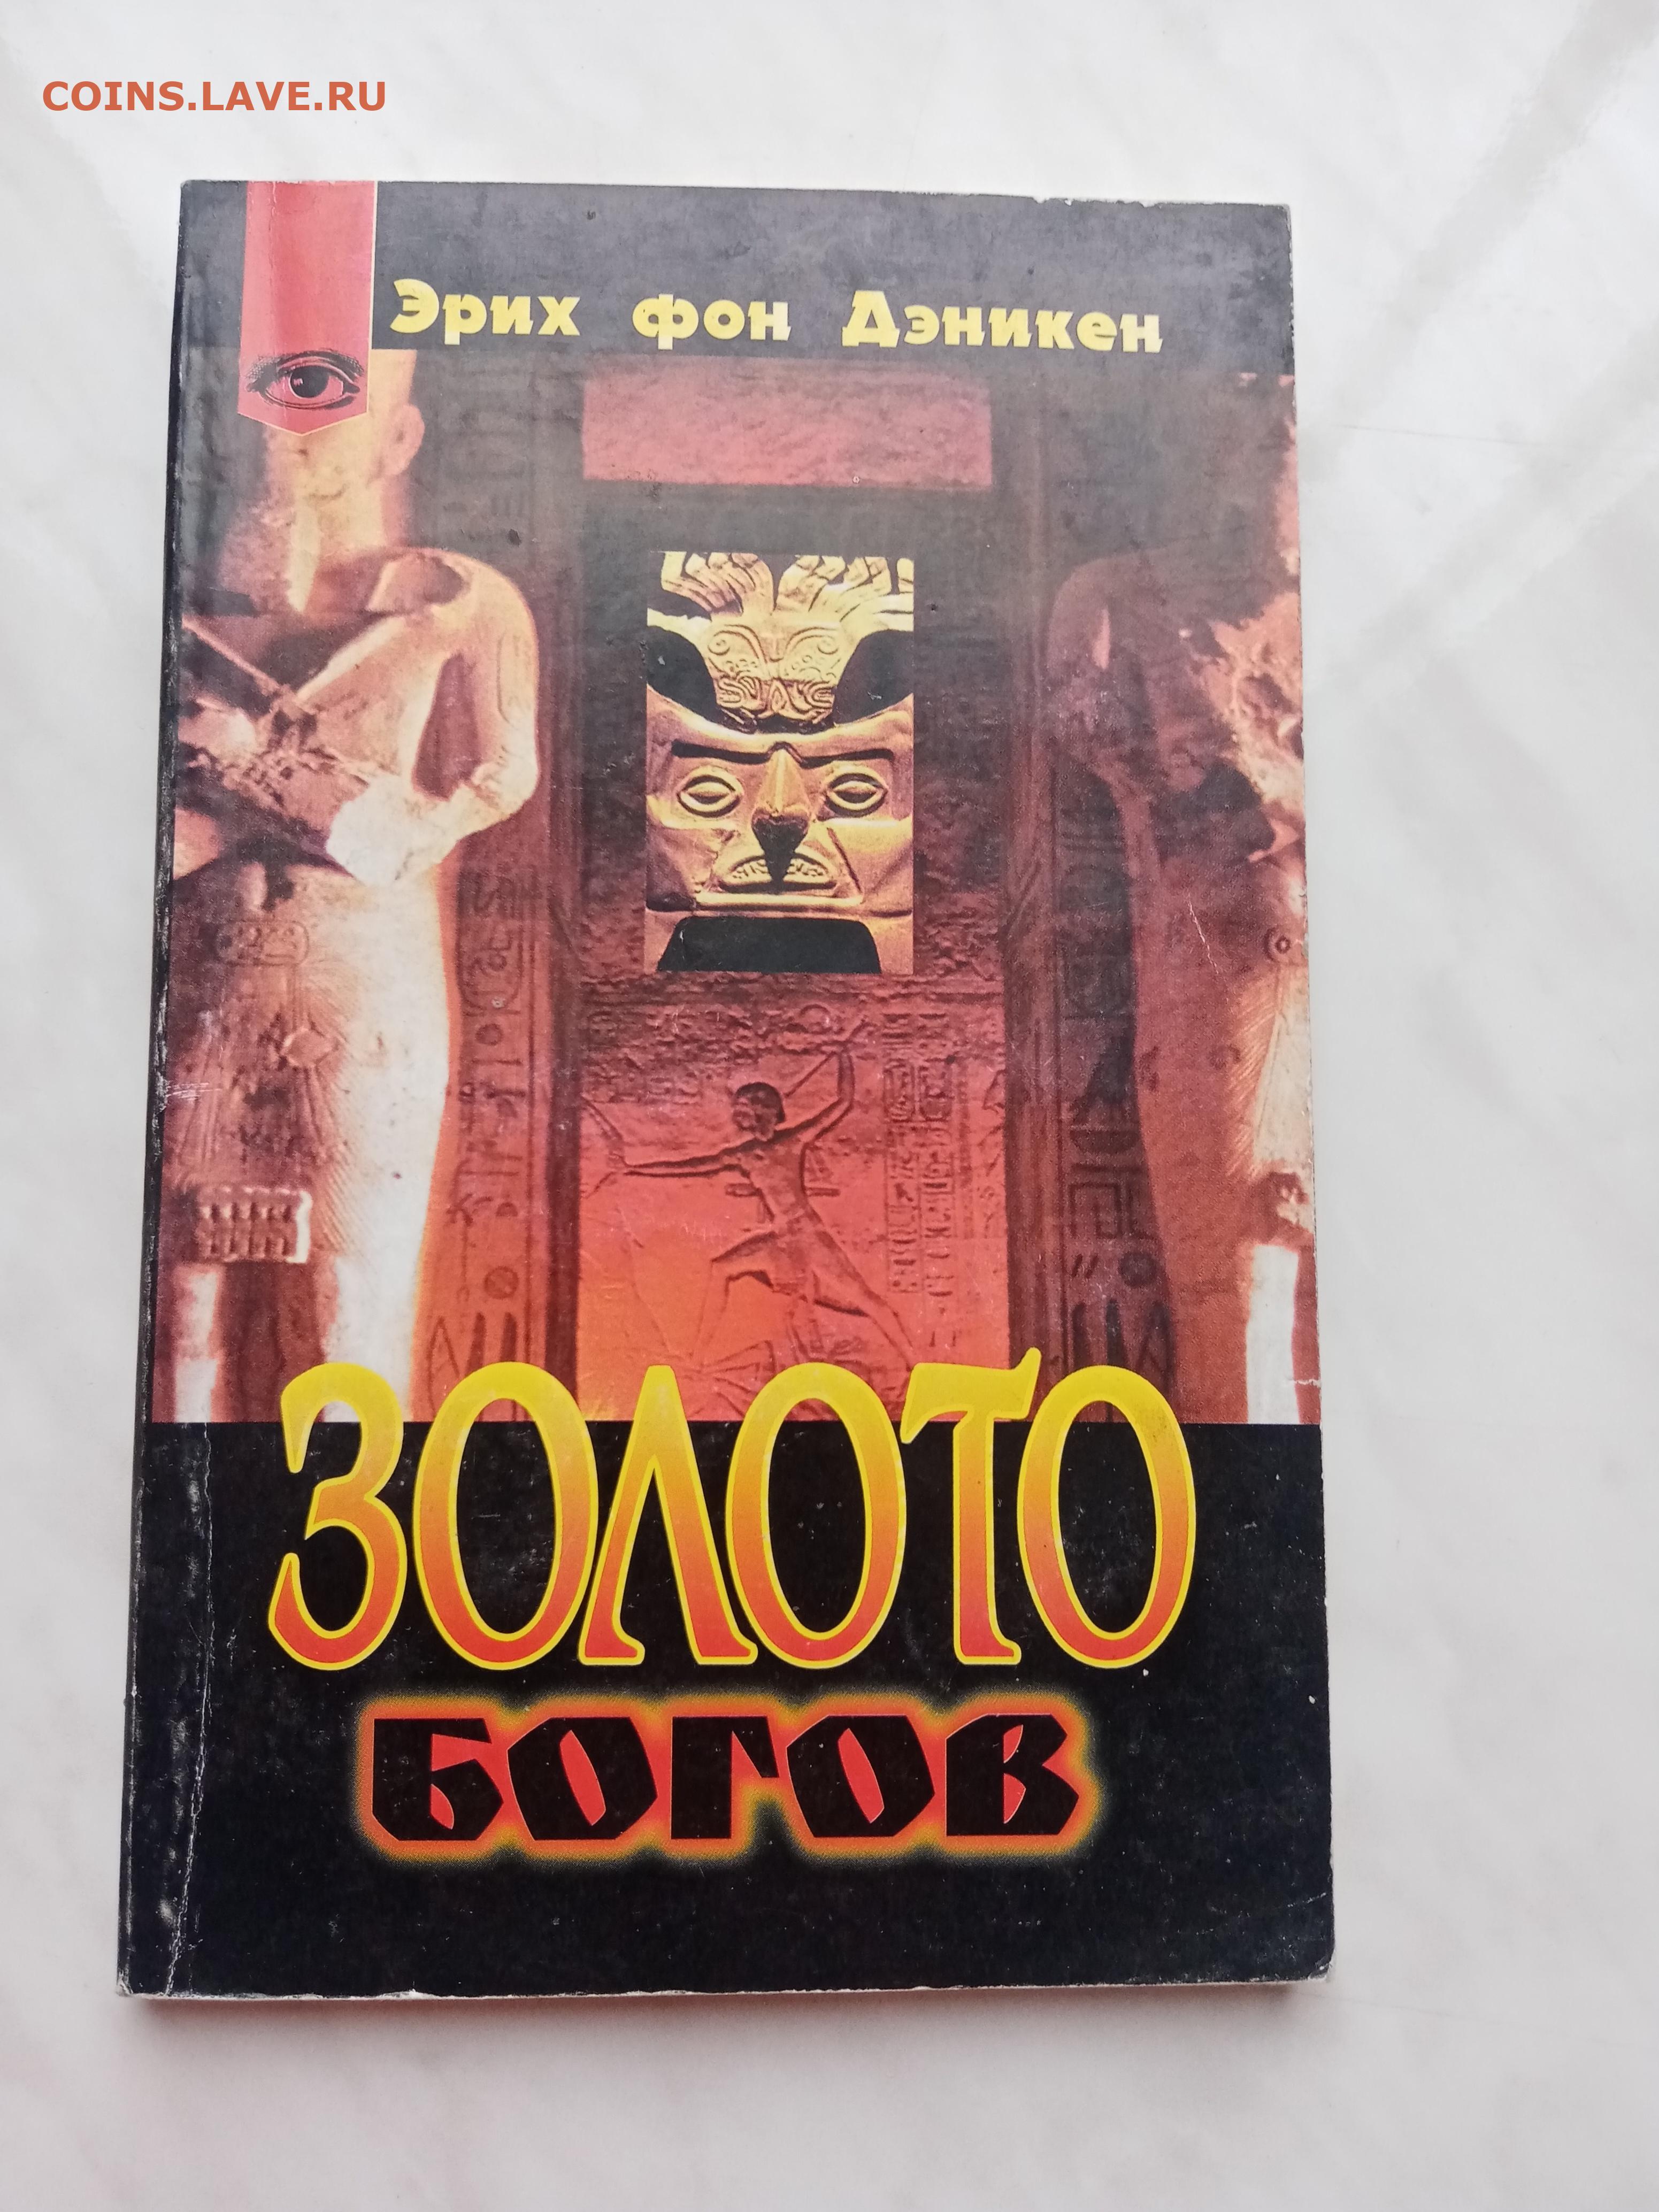 COINS.LAVE.RU
Эрих фон Дэникен
ЗОЛОТО
БОГОВ